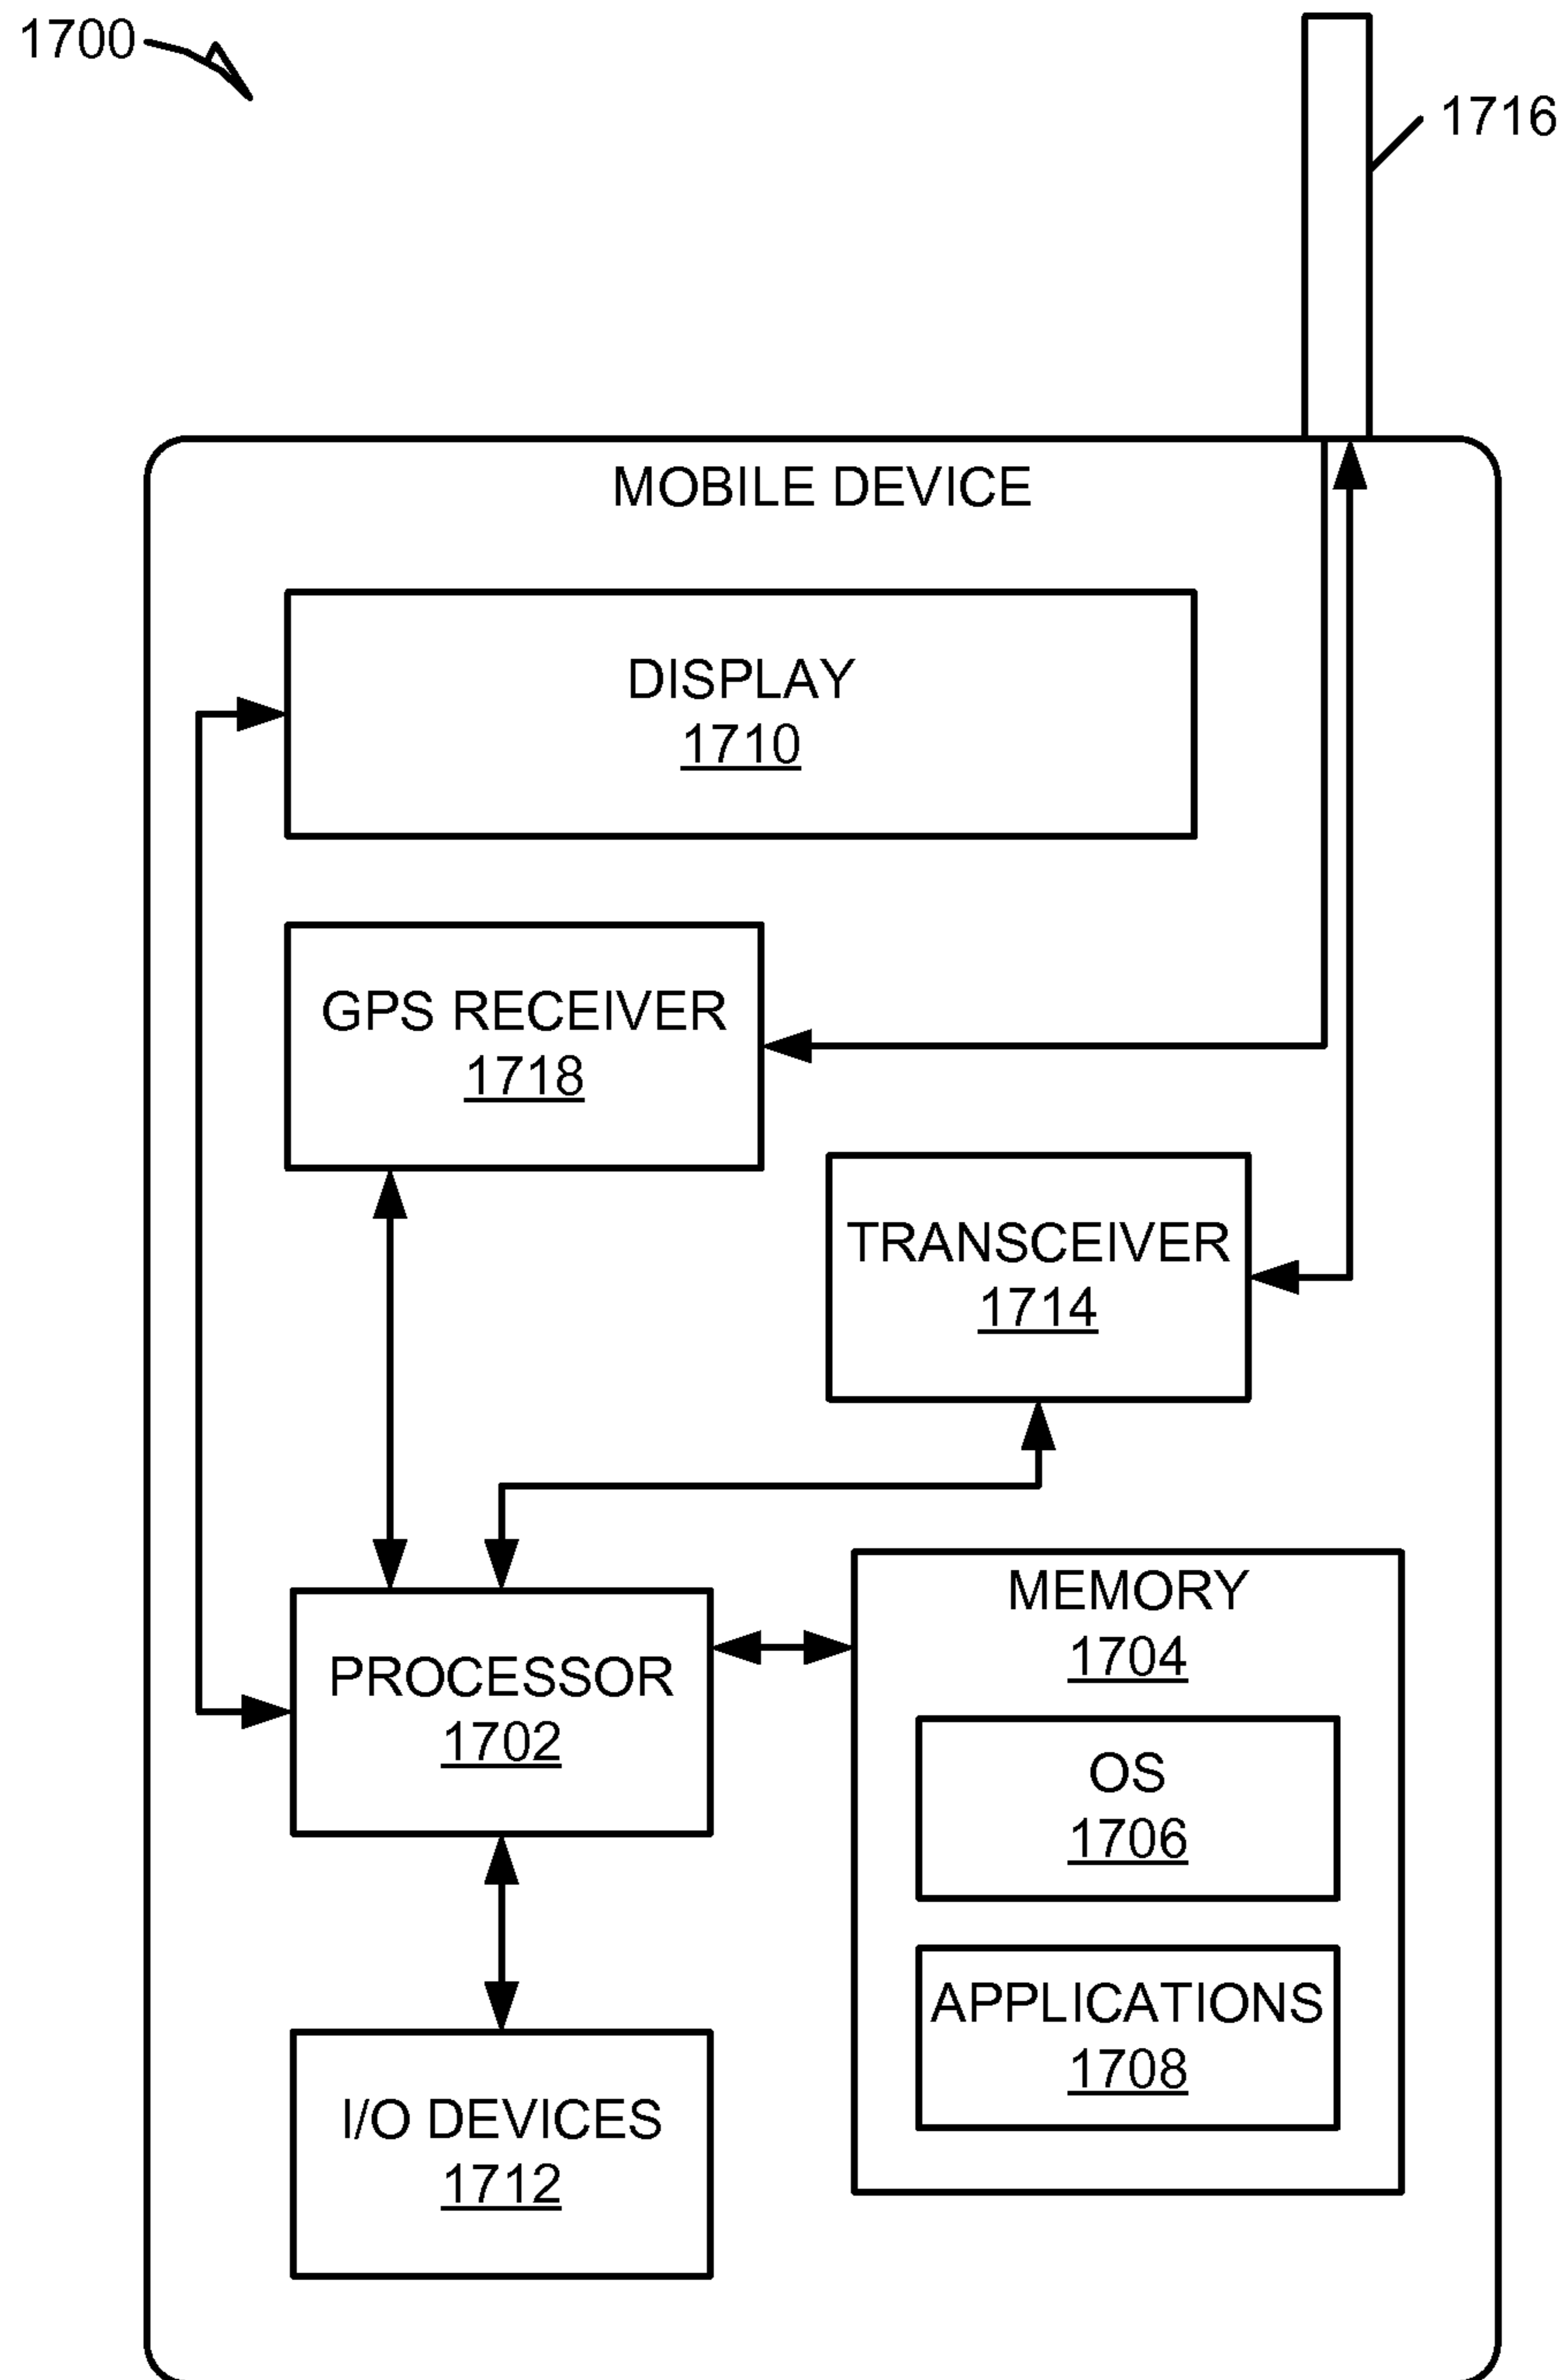 1700
1716
MOBILE DEVICE
DISPLAY
1710
GPS RECEIVER
1718
TRANSCEIVER
1714
PROCESSOR
1702
MEMORY
1704
OS
1706
APPLICATIONS
1708
I/O DEVICES
1712